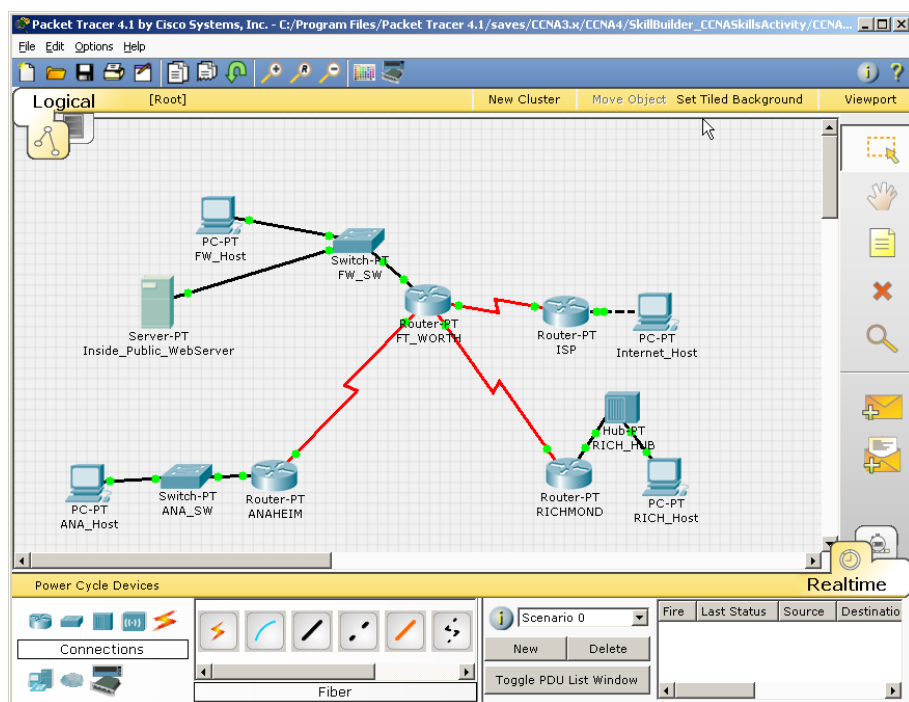 Packet Tracer 4.1 by Cisco Systems, Inc. - C:/Program Files/Packet Tracer 4.1/saves/CCNA3.x/CCNA4/SkillBuilder_CCNASkillsActivity/CCNA...
File Edit Options Help
Logical [Root] New Cluster Move Object Set Tiled Background Viewport
PC-PT
FW_Host
Switch-PT
FW_SW
Server-PT
Inside_Public_WebServer
Router-PT
FT_WORTH
Router-PT
ISP
PC-PT
Internet_Host
Hub-PT
RICH_HUB
PC-PT
ANA_Host
Switch-PT
ANA_SW
Router-PT
ANAHEIM
Router-PT
RICHMOND
PC-PT
RICH_Host
Power Cycle Devices
Realtime
Connections
Fiber
Scenario 0
New Delete
Toggle PDU List Window
Fire Last Status Source Destinatio